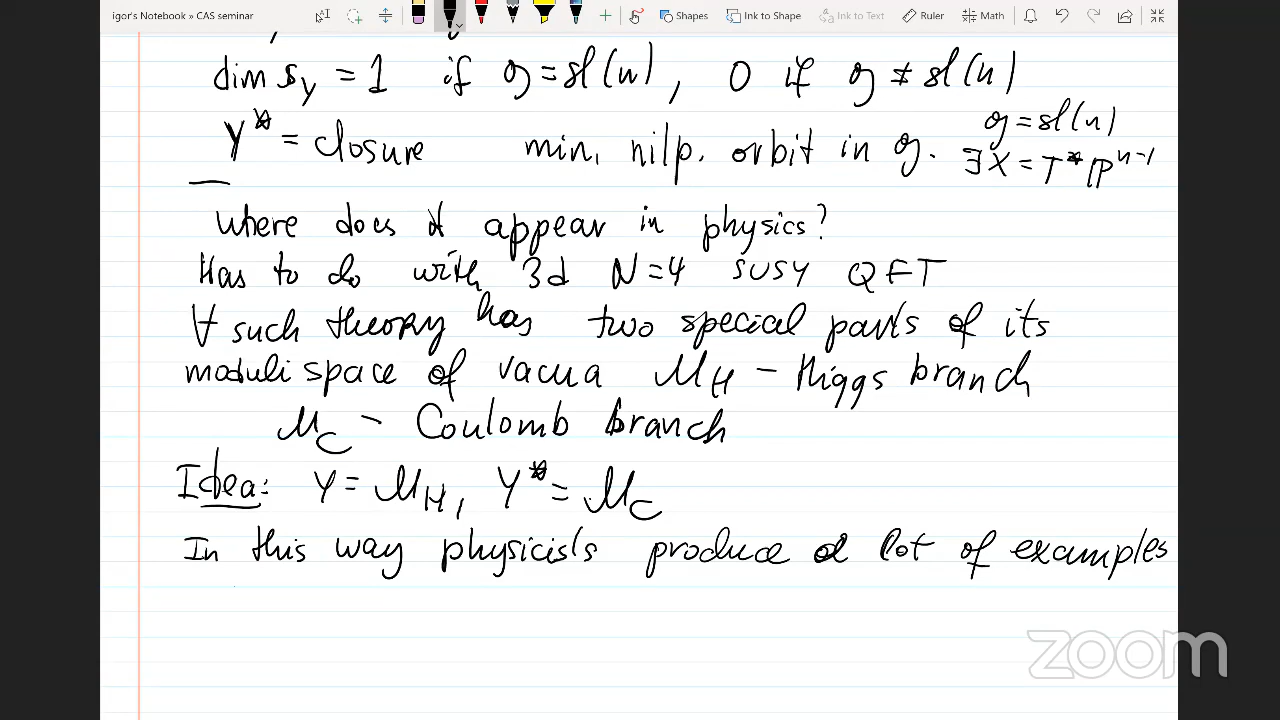 igor's Notebook » CAS seminar
Shapes Ink to Shape Ink to Text Ruler Math
dim s_y = 1 if g = sl(n), 0 if g ≠ sl(n)
Y* = closure min. nilp. orbit in g.
g = sl(n)
∃ X = T* P^{n-1}
where does it appear in physics?
Has to do with 3d N=4 SUSY QFT
∀ such theory has two special parts of its
moduli space of vacua M_H - Higgs branch
M_C - Coulomb branch
Idea: Y = M_H, Y* = M_C
In this way physicists produce a lot of examples
zoom